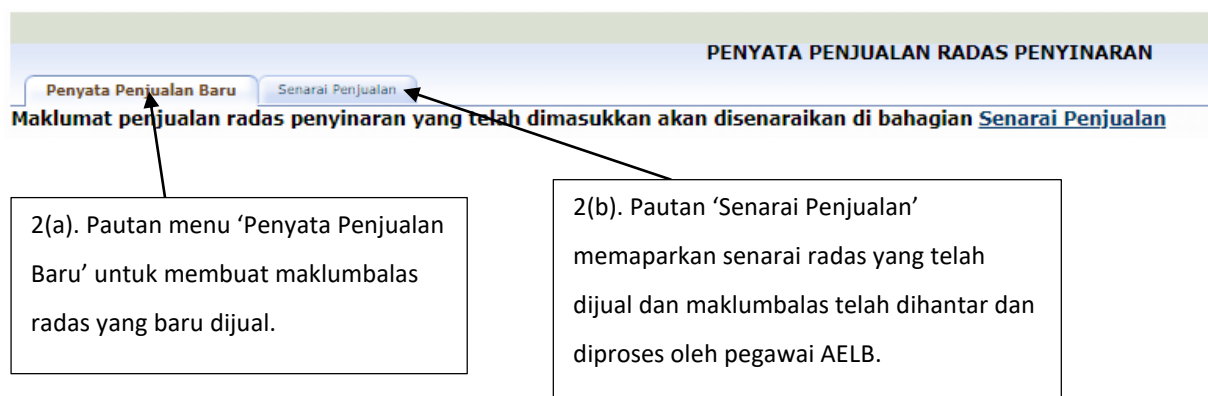 PENYATA PENJUALAN RADAS PENYINARAN
Penyata Penjualan Baru
Senarai Penjualan
Maklumat penjualan radas penyinaran yang telah dimasukkan akan disenaraikan di bahagian Senarai Penjualan
2(a). Pautan menu ‘Penyata Penjualan
Baru’ untuk membuat maklumbalas
radas yang baru dijual.
2(b). Pautan ‘Senarai Penjualan’
memaparkan senarai radas yang telah
dijual dan maklumbalas telah dihantar dan
diproses oleh pegawai AELB.